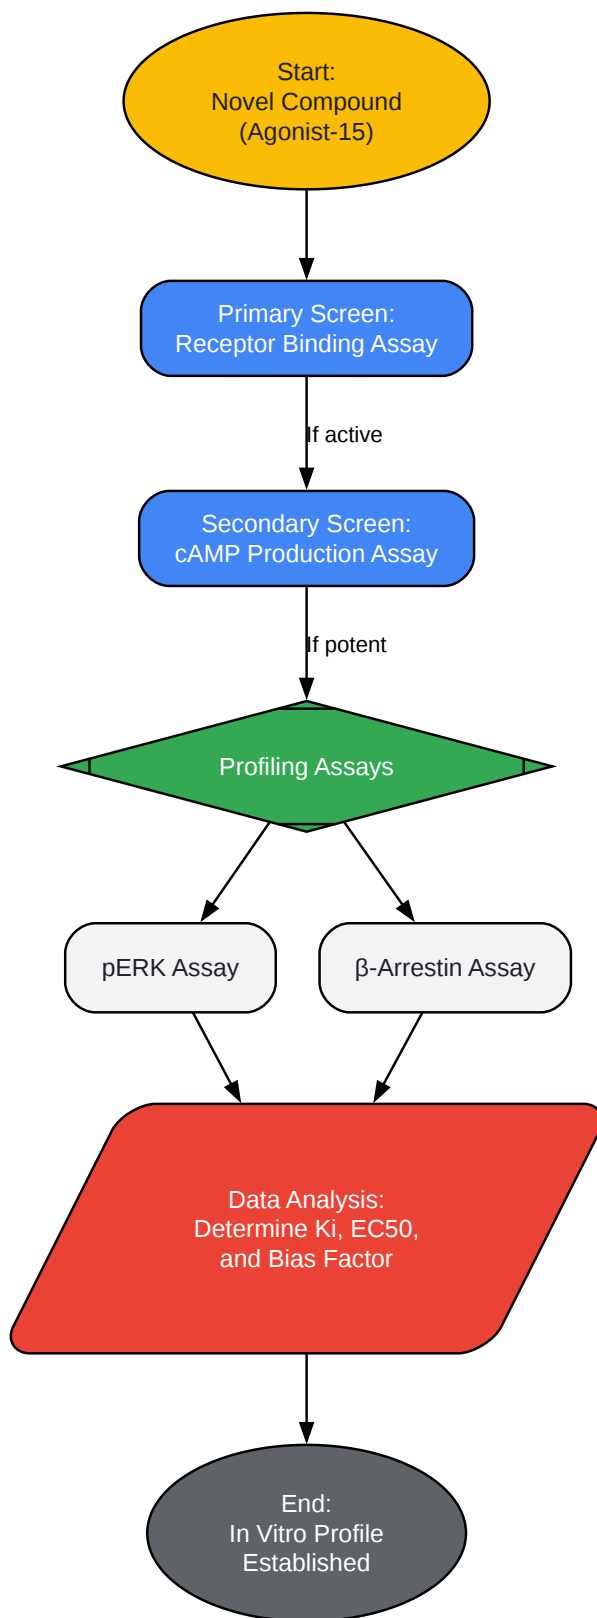 Start:
Novel Compound
(Agonist-15)
Primary Screen:
Receptor Binding Assay
If active
Secondary Screen:
cAMP Production Assay
If potent
Profiling Assays
pERK Assay
β-Arrestin Assay
Data Analysis:
Determine Ki, EC50,
and Bias Factor
End:
In Vitro Profile
Established